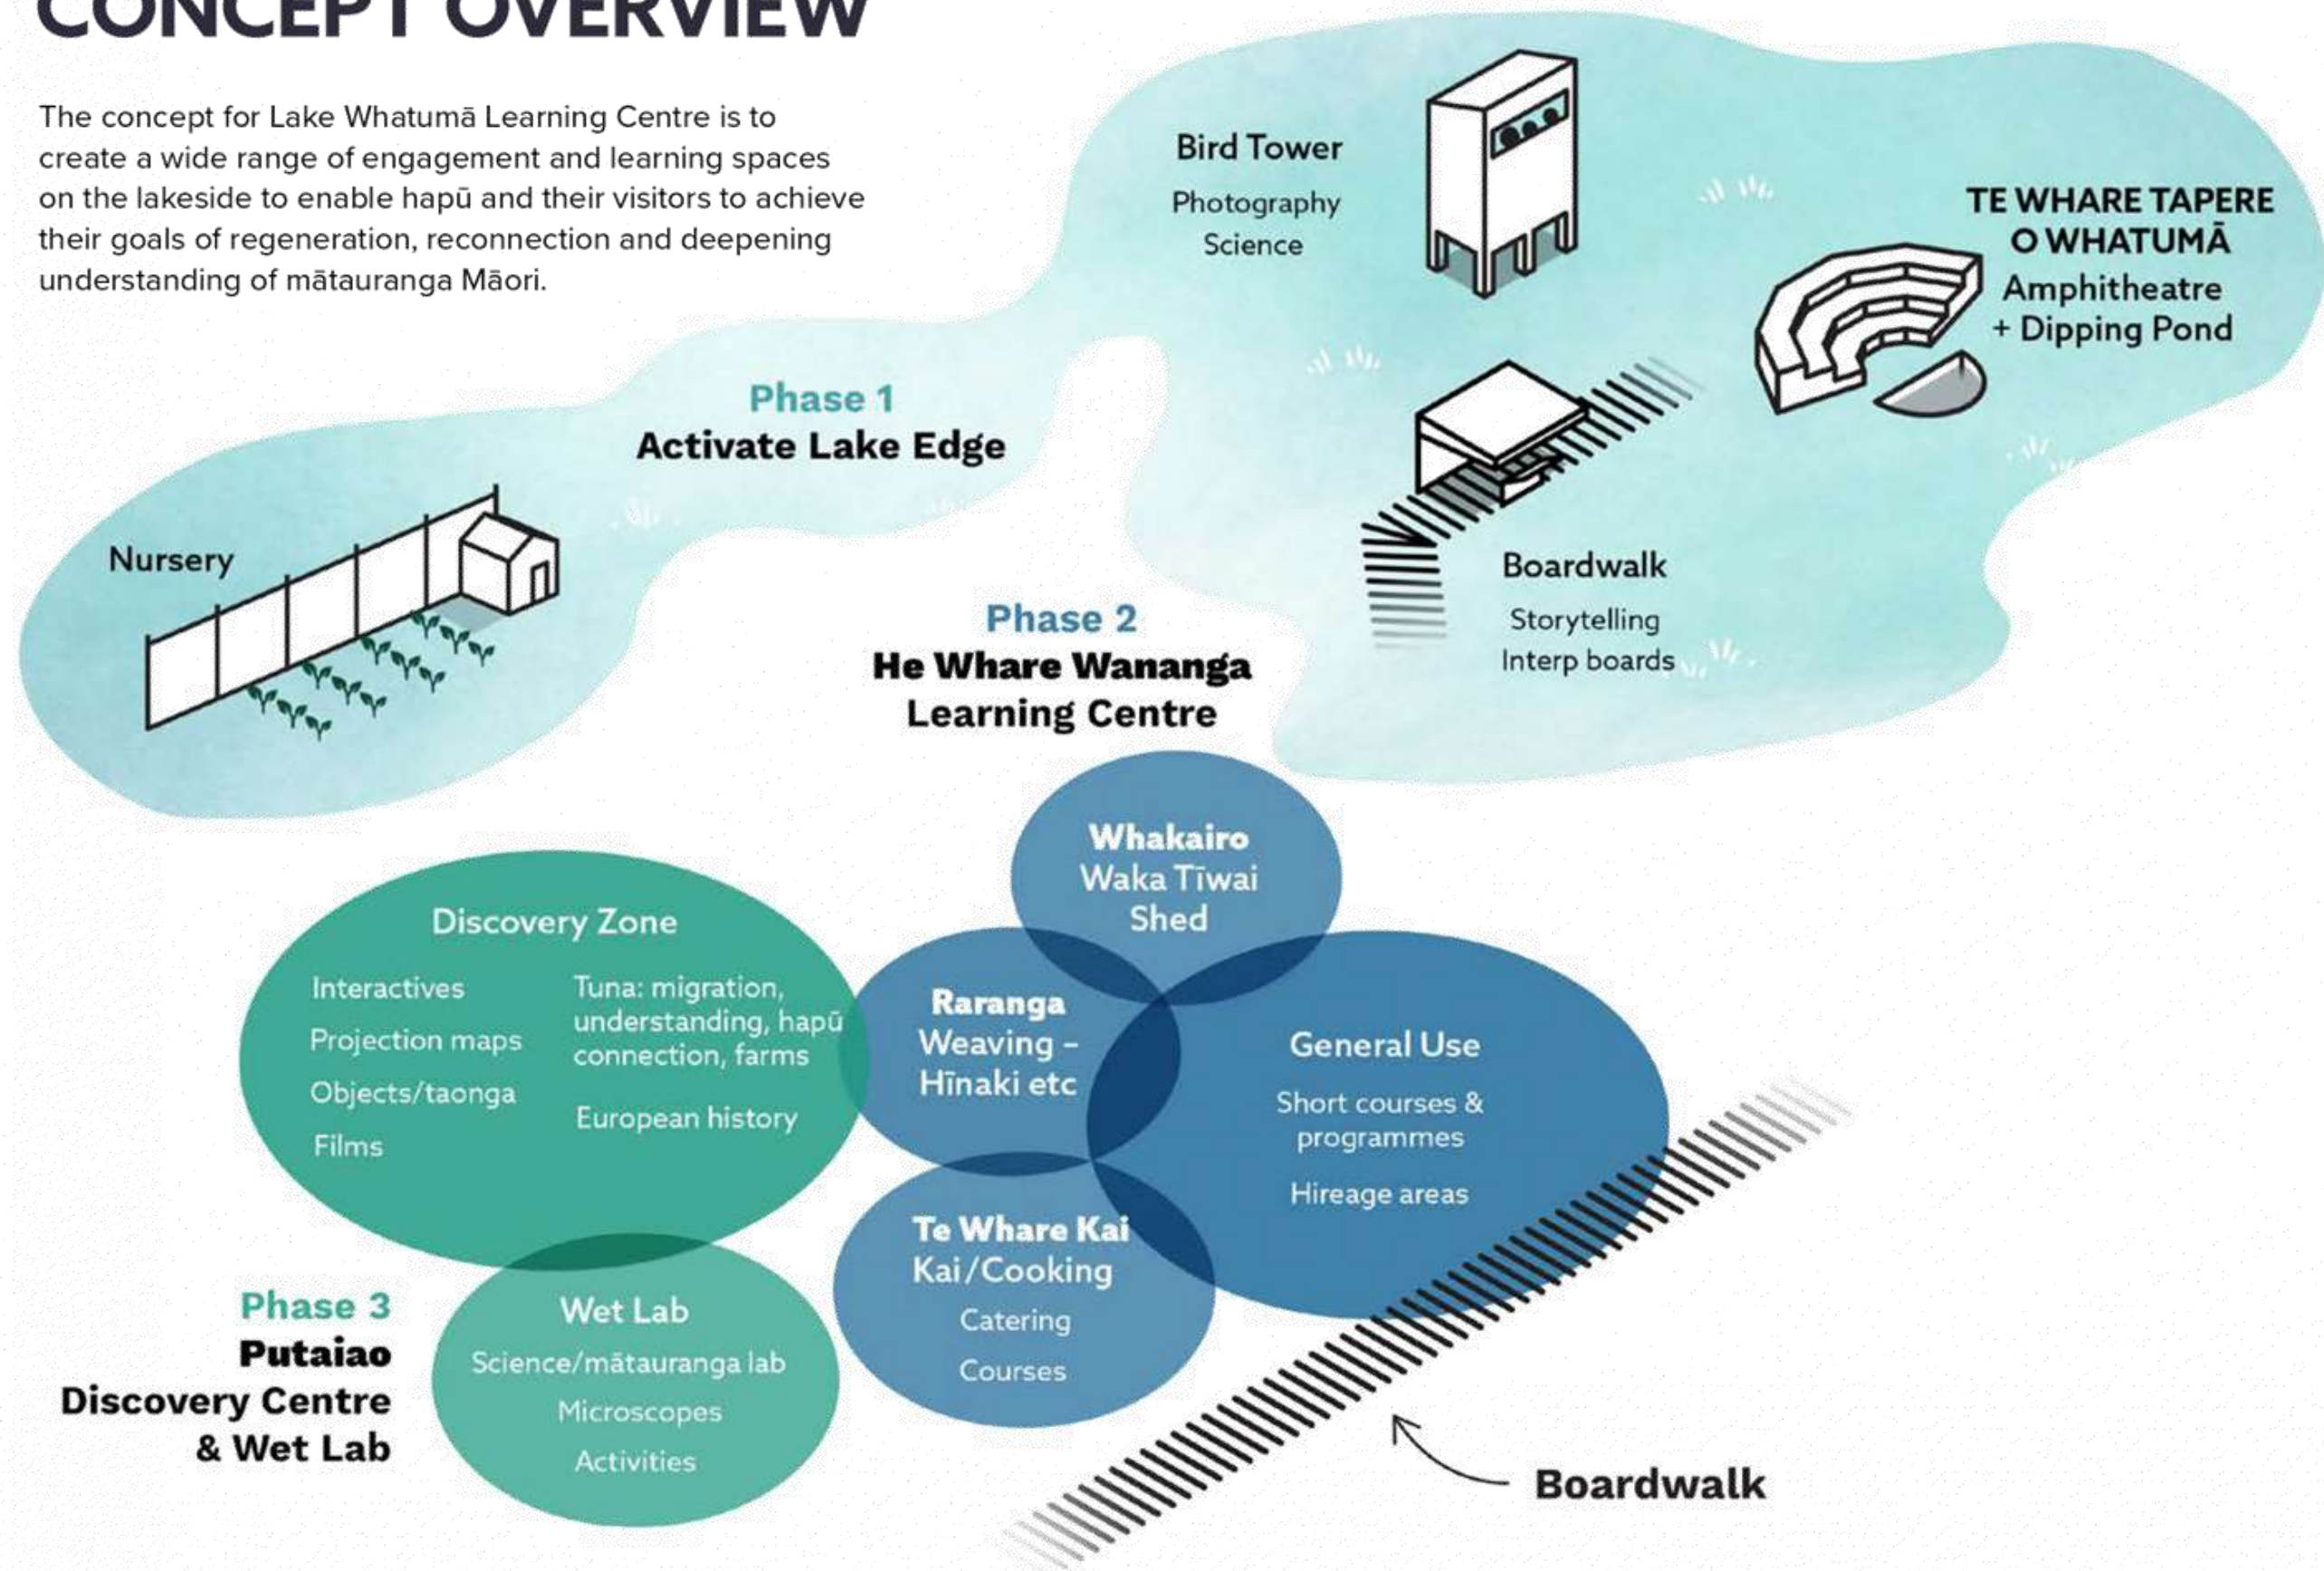 CONCEPT OVERVIEW
The concept for Lake Whatumā Learning Centre is to
create a wide range of engagement and learning spaces
on the lakeside to enable hapū and their visitors to achieve
their goals of regeneration, reconnection and deepening
understanding of mātauranga Māori.
Bird Tower
Photography
Science
TE WHARE TAPERE
O WHATUMĀ
Amphitheatre
+ Dipping Pond
Phase 1
Activate Lake Edge
Nursery
Boardwalk
Storytelling
Interp boards
Phase 2
He Whare Wananga
Learning Centre
Whakairo
Waka Tīwai
Shed
Discovery Zone
Interactives
Projection maps
Objects/taonga
Films
Tuna: migration,
understanding, hapū
connection, farms
European history
Raranga
Weaving –
Hīnaki etc
General Use
Short courses &
programmes
Hireage areas
Te Whare Kai
Kai/Cooking
Catering
Courses
Phase 3
Putaiao
Discovery Centre
& Wet Lab
Wet Lab
Science/mātauranga lab
Microscopes
Activities
Boardwalk